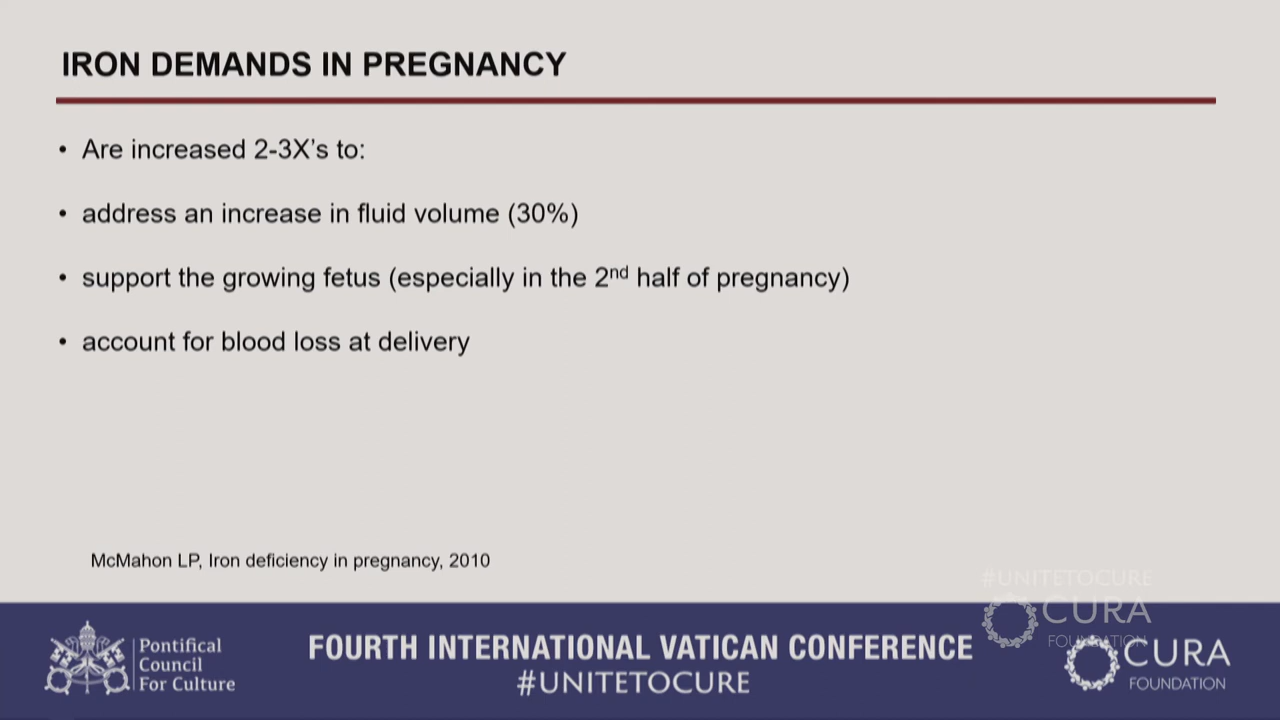 IRON DEMANDS IN PREGNANCY
• Are increased 2-3X's to:
• address an increase in fluid volume (30%)
• support the growing fetus (especially in the 2nd half of pregnancy)
• account for blood loss at delivery
McMahon LP, Iron deficiency in pregnancy, 2010
#UNITETOCURE
CURA
FOUNDATION
Pontifical
Council
For Culture
FOURTH INTERNATIONAL VATICAN CONFERENCE
#UNITETOCURE
CURA
FOUNDATION